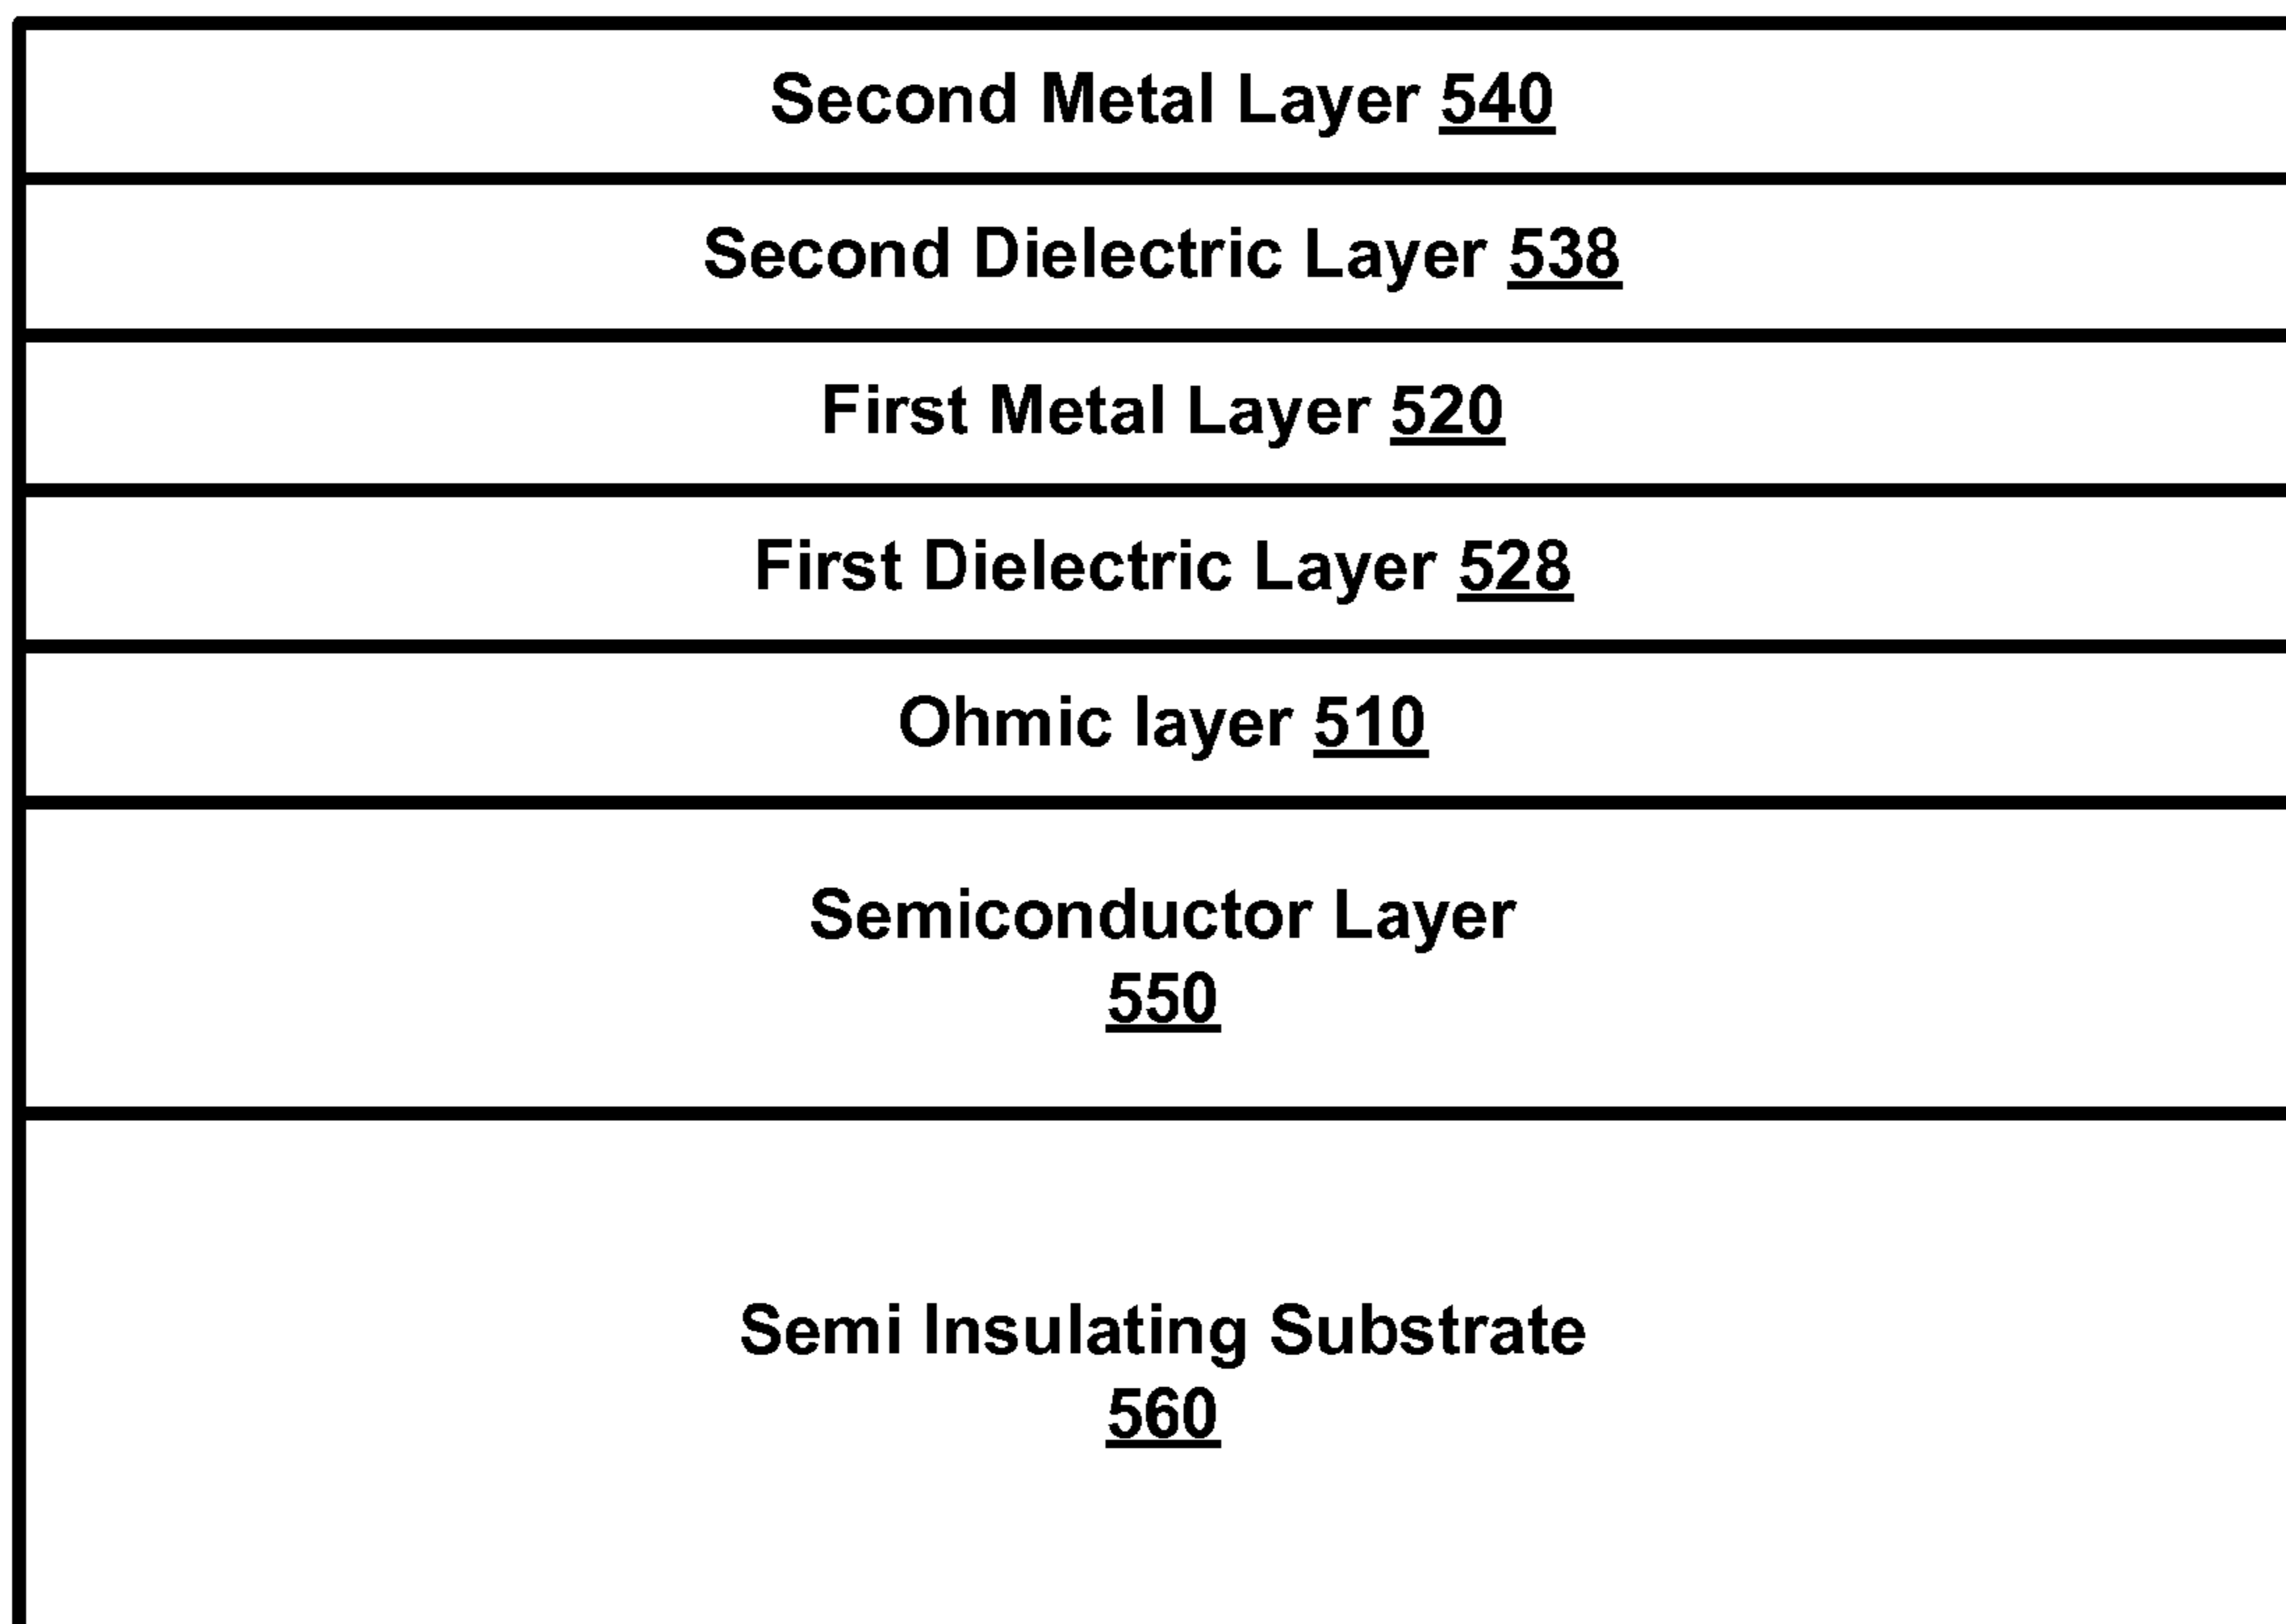 Second Metal Layer 540
Second Dielectric Layer 538
First Metal Layer 520
First Dielectric Layer 528
Ohmic layer 510
Semiconductor Layer
550
Semi Insulating Substrate
560